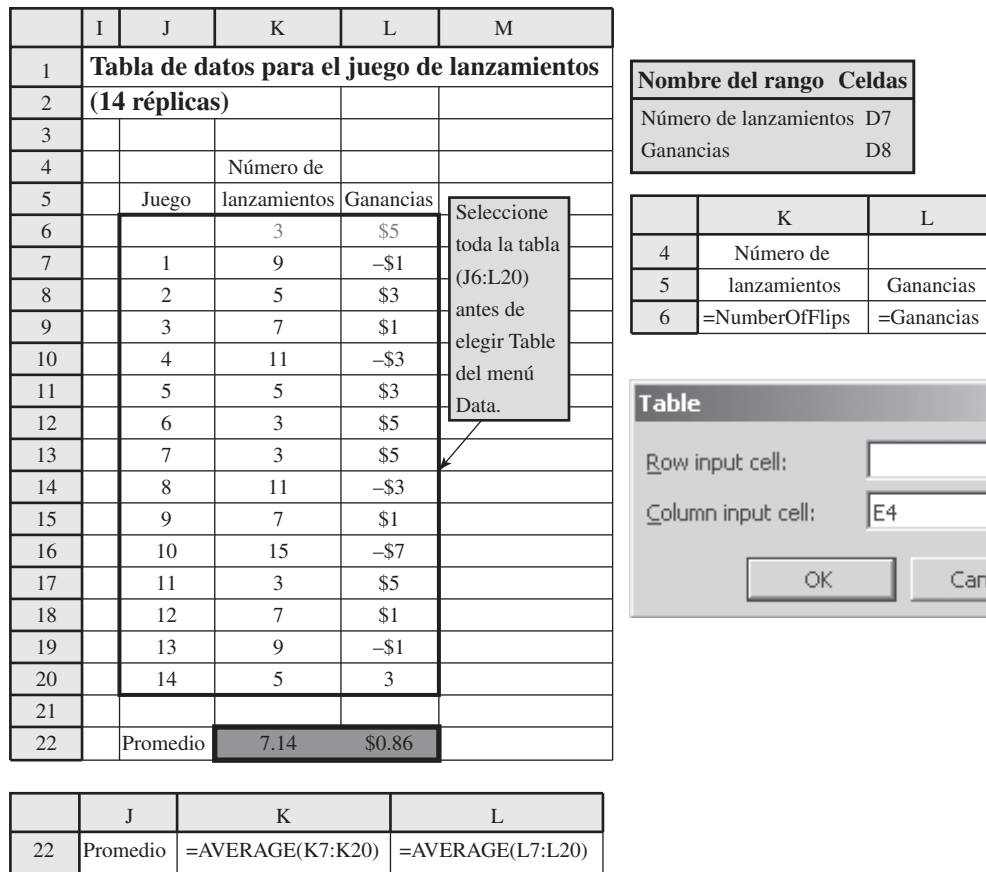 I J K L M
1 Tabla de datos para el juego de lanzamientos
2 (14 réplicas)
3
4 Número de
5 Juego lanzamientos Ganancias
6 3 $5
7 1 9 –$1
8 2 5 $3
9 3 7 $1
10 4 11 –$3
11 5 5 $3
12 6 3 $5
13 7 3 $5
14 8 11 –$3
15 9 7 $1
16 10 15 –$7
17 11 3 $5
18 12 7 $1
19 13 9 –$1
20 14 5 3
21
22 Promedio 7.14 $0.86
Seleccione
toda la tabla
(J6:L20)
antes de
elegir Table
del menú
Data.
Nombre del rango Celdas
Número de lanzamientos D7
Ganancias D8
K L
4 Número de
5 lanzamientos Ganancias
6 =NumberOfFlips =Ganancias
Table
Row input cell:
Column input cell: E4
OK Can
J K L
22 Promedio =AVERAGE(K7:K20) =AVERAGE(L7:L20)